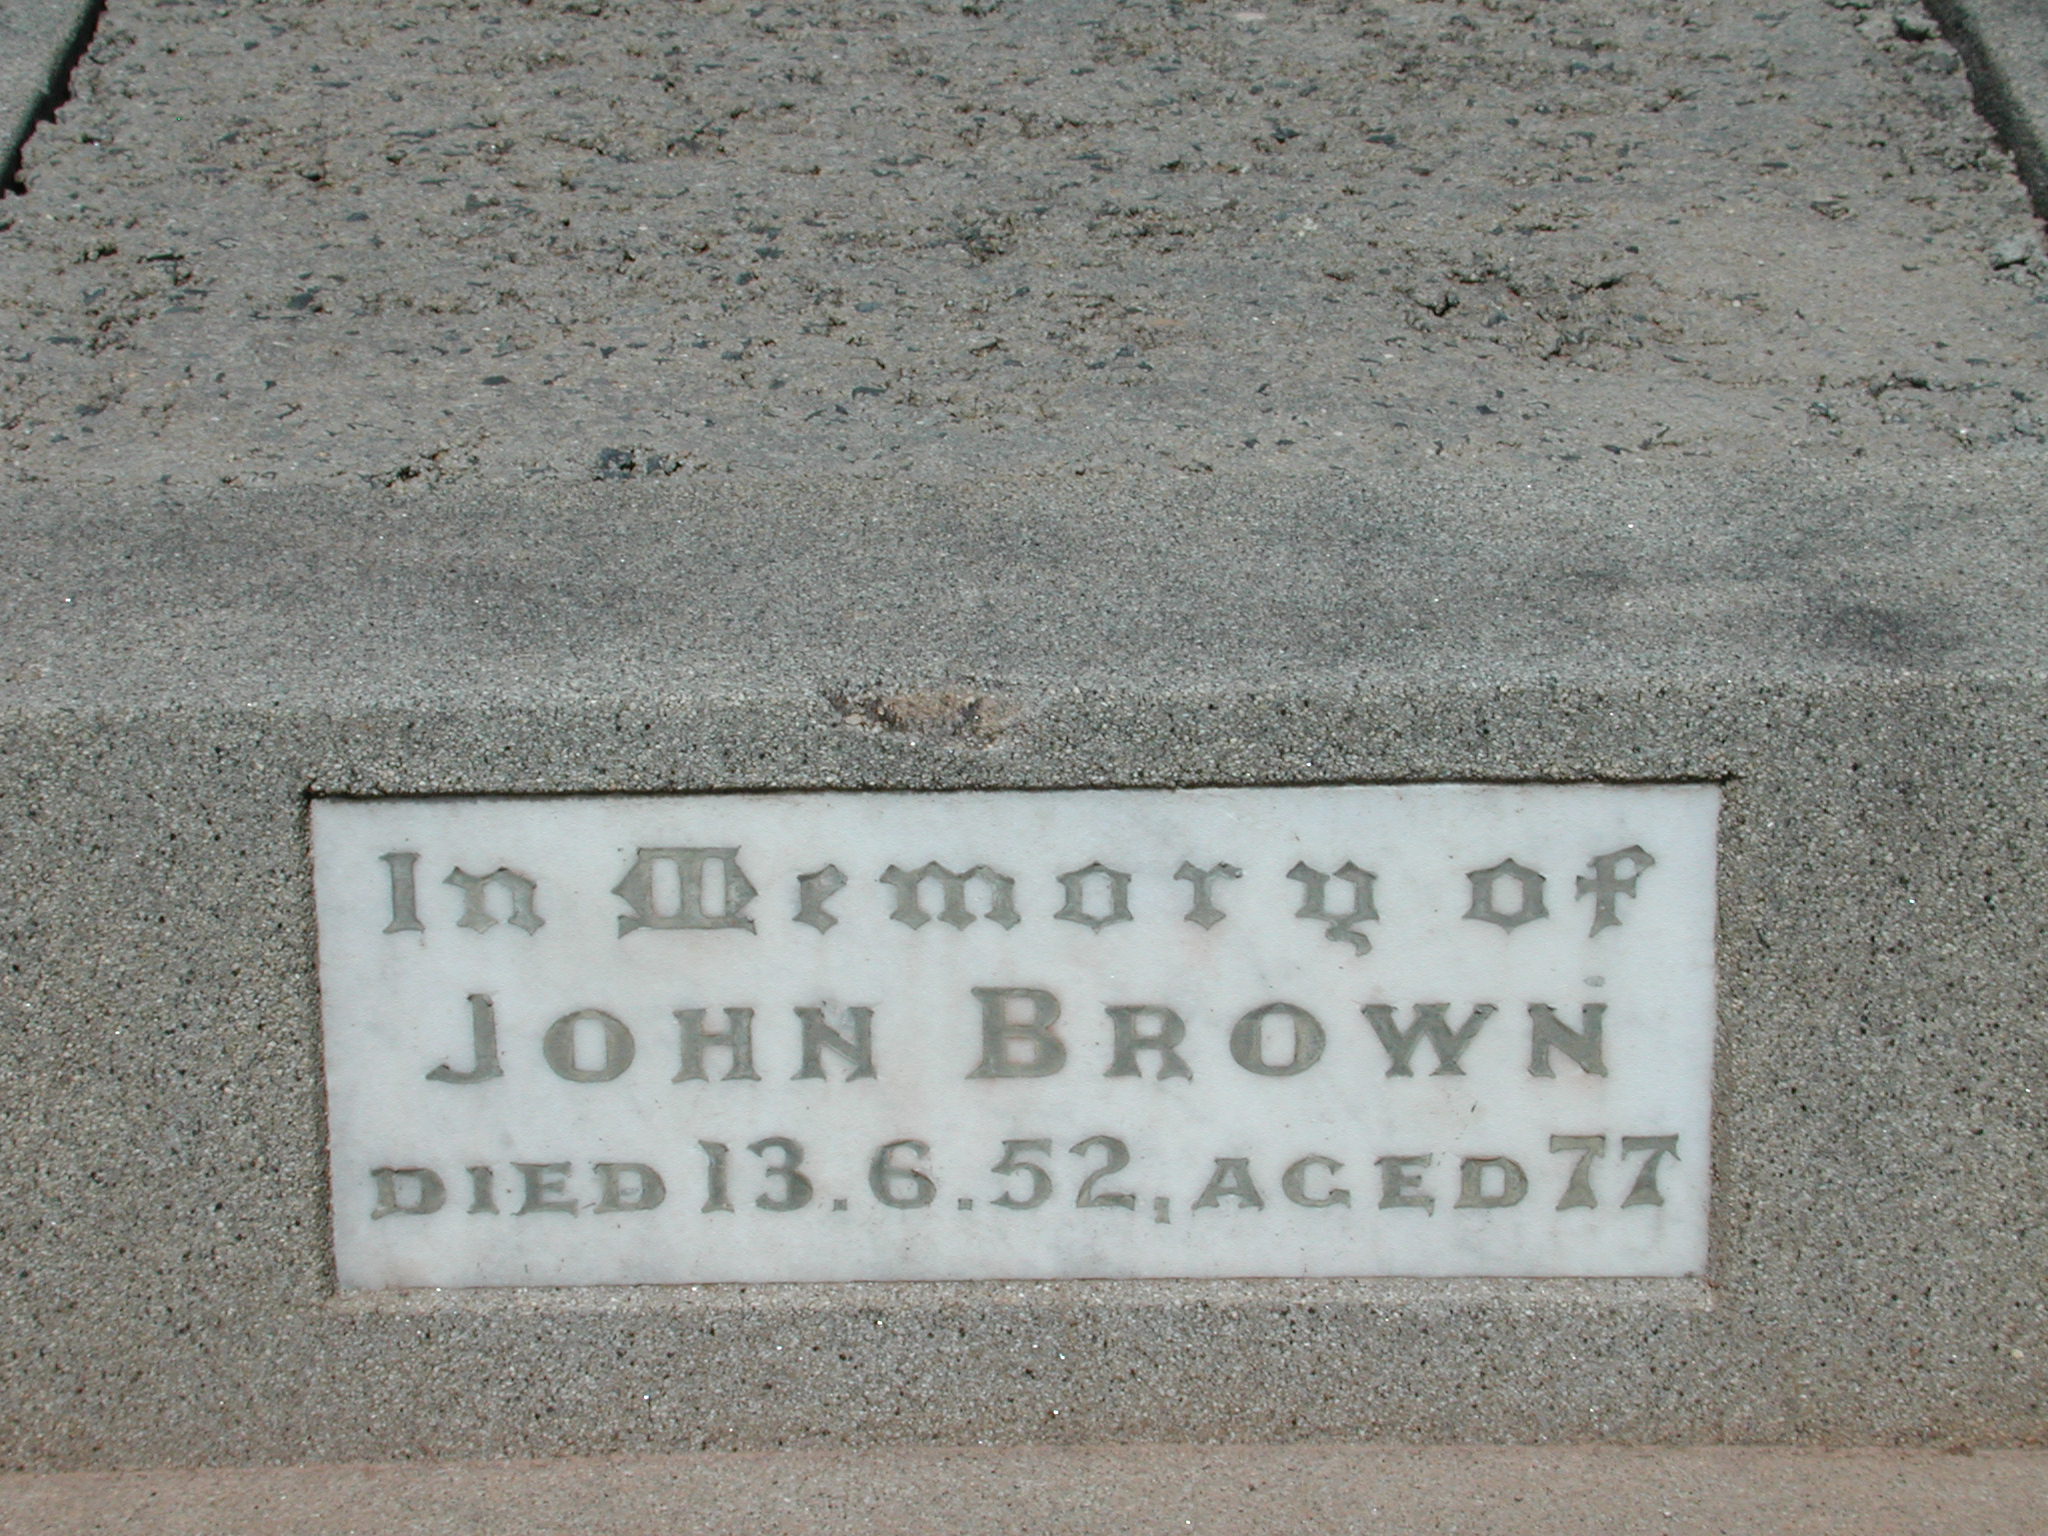 In Memory of
JOHN BROWN
DIED 13.6.52, AGED 77